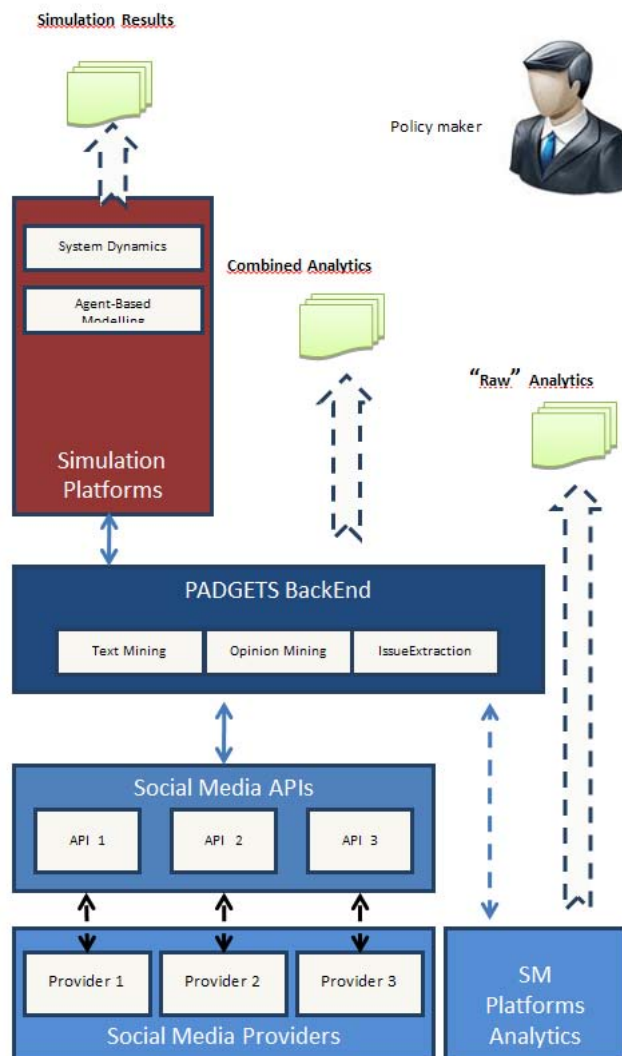 Simulation Results
Policy maker
System Dynamics
Agent-Based
Modelling
Simulation
Platforms
Combined Analytics
“Raw” Analytics
PADGETS BackEnd
Text Mining
Opinion Mining
IssueExtraction
Social Media APIs
API 1
API 2
API 3
Provider 1
Provider 2
Provider 3
Social Media Providers
SM
Platforms
Analytics